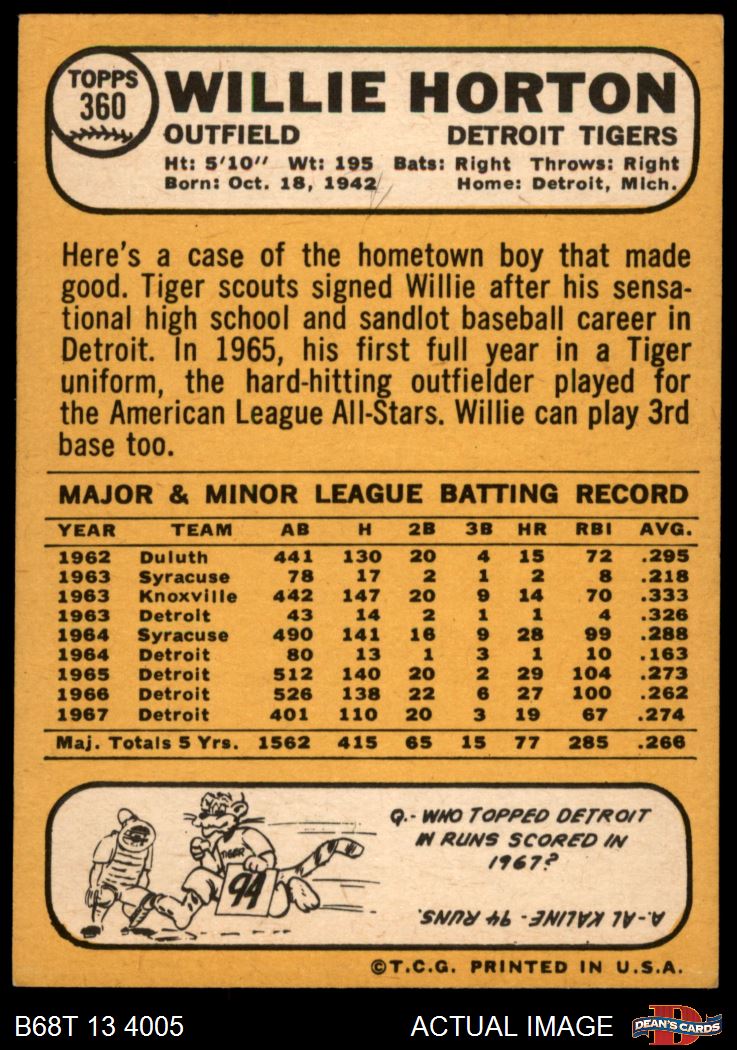 TOPPS
360
WILLIE HORTON
OUTFIELD DETROIT TIGERS
Ht: 5'10" Wt: 195 Bats: Right Throws: Right
Born: Oct. 18, 1942 Home: Detroit, Mich.
Here's a case of the hometown boy that made
good. Tiger scouts signed Willie after his sensa-
tional high school and sandlot baseball career in
Detroit. In 1965, his first full year in a Tiger
uniform, the hard-hitting outfielder played for
the American League All-Stars. Willie can play 3rd
base too.
MAJOR & MINOR LEAGUE BATTING RECORD
YEAR TEAM AB H 2B 3B HR RBI AVG.
1962 Duluth 441 130 20 4 15 72 .295
1963 Syracuse 78 17 2 1 2 8 .218
1963 Knoxville 442 147 20 9 14 70 .333
1963 Detroit 43 14 2 1 1 4 .326
1964 Syracuse 490 141 16 9 28 99 .288
1964 Detroit 80 13 1 3 1 10 .163
1965 Detroit 512 140 20 2 29 104 .273
1966 Detroit 526 138 22 6 27 100 .262
1967 Detroit 401 110 20 3 19 67 .274
Maj. Totals 5 Yrs. 1562 415 65 15 77 285 .266
TIGER
94
Q.- WHO TOPPED DETROIT
IN RUNS SCORED IN
1967?
A.- AL KALINE - 94 RUNS.
©T.C.G. PRINTED IN U.S.A.
B68T 13 4005 ACTUAL IMAGE
D
DEAN'S CARDS